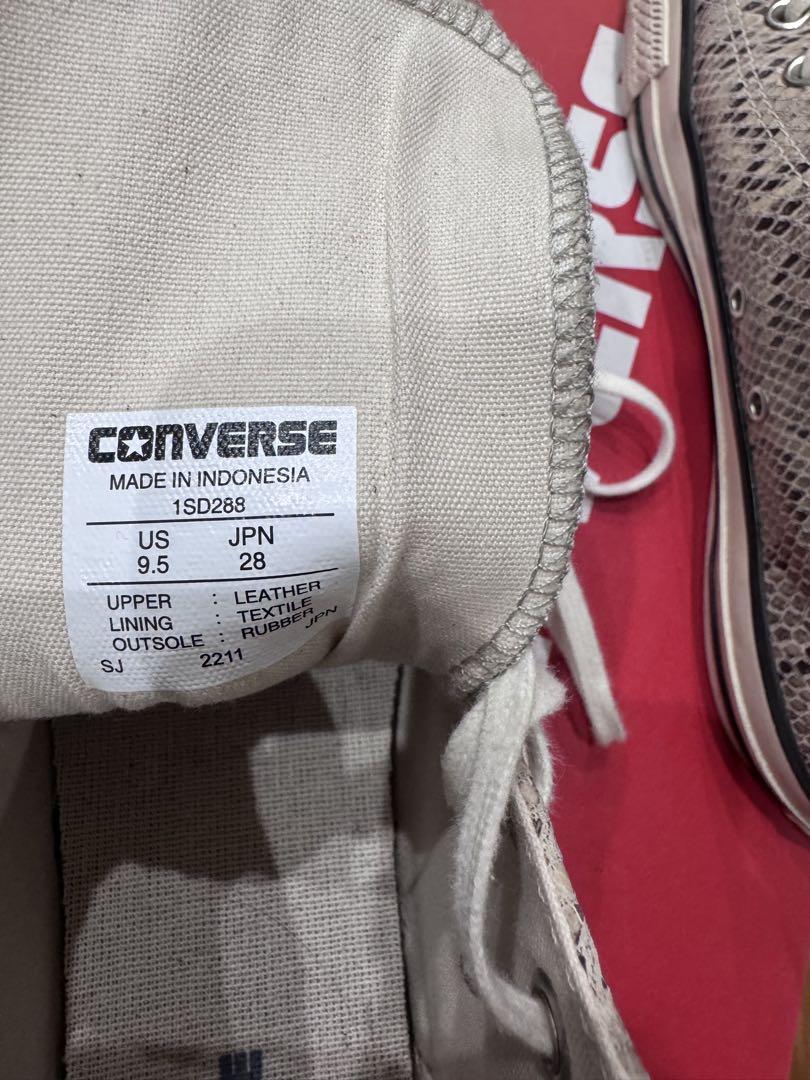 CONVERSE
MADE IN INDONESIA
1SD288
US JPN
9.5 28
UPPER : LEATHER
LINING : TEXTILE
OUTSOLE : RUBBER
SJ 2211 JPN
ERS